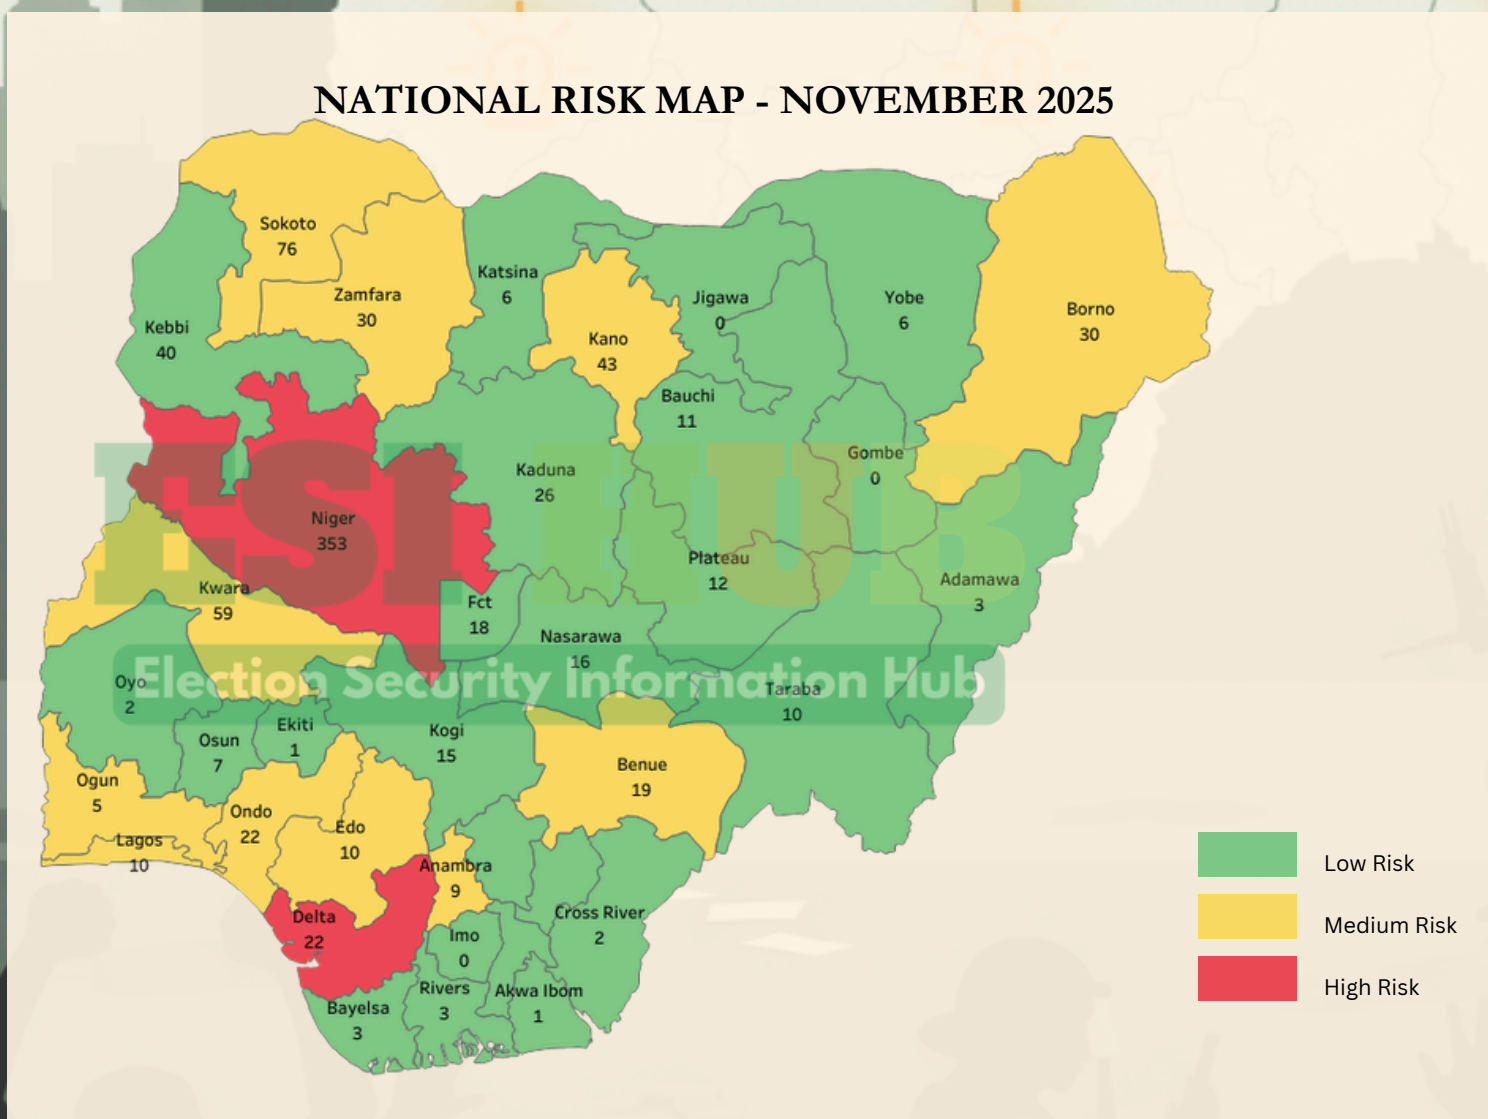 NATIONAL RISK MAP - NOVEMBER 2025
Sokoto
76
Zamfara
30
Katsina
6
Jigawa
0
Yobe
6
Borno
30
Kebbi
40
Kano
43
Bauchi
11
Gombe
0
Kaduna
26
Niger
353
Plateau
12
Adamawa
3
ESI HUB
Kwara
59
Fct
18
Nasarawa
16
Election Security Information Hub
Taraba
10
Oyo
2
Osun
7
Ekiti
1
Kogi
15
Benue
19
Ogun
5
Lagos
10
Ondo
22
Edo
10
Anambra
9
Delta
22
Imo
0
Cross River
2
Bayelsa
3
Rivers
3
Akwa Ibom
1
Low Risk
Medium Risk
High Risk